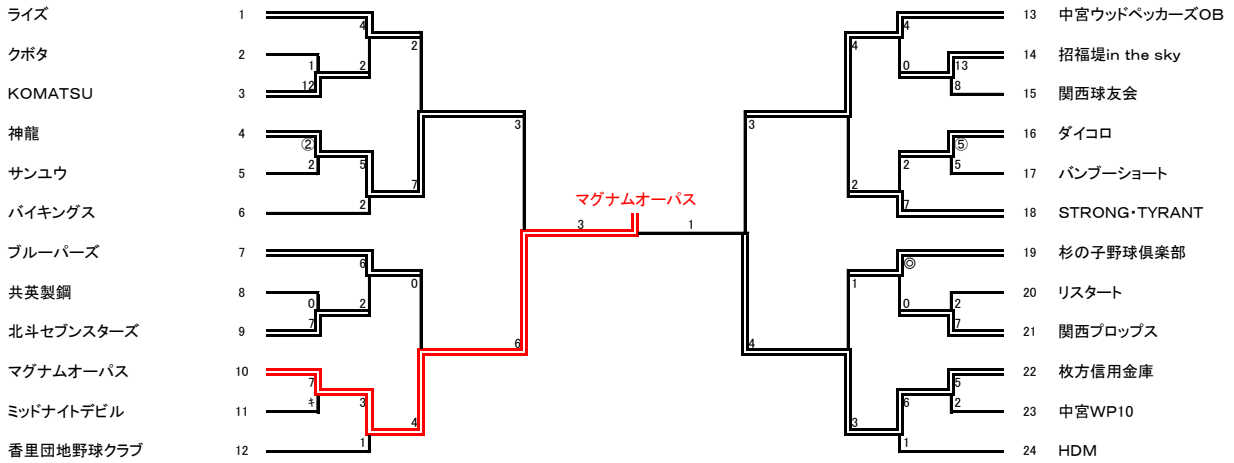 ライズ 1
4
2
クボタ 2
1
2
KOMATSU 3
12
3
神龍 4
②
サンユウ 5
2
5
7
バイキングス 6
2
マグナムオーパス
3
1
ブルーパーズ 7
6
0
共英製鋼 8
0
2
北斗セブンスターズ 9
7
6
マグナムオーパス 10
7
3
4
ミッドナイトデビル 11
キ
香里団地野球クラブ 12
1
13 中宮ウッドペッカーズOB
4
4
14 招福堤in the sky
0
13
15 関西球友会
8
3
16 ダイコロ
⑤
17 バンブーショート
2
5
2
18 STRONG・TYRANT
7
19 杉の子野球倶楽部
◎
1
20 リスタート
0
2
21 関西プロップス
7
4
22 枚方信用金庫
5
23 中宮WP10
6
2
3
24 HDM
1